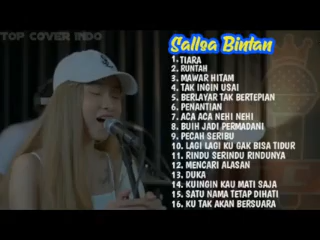 TOP COVER INDO
Sallsa Bintan
1. TIARA
2. RUNTAH
3. MAWAR HITAM
4. TAK INGIN USAI
5. BERLAYAR TAK BERTEPIAN
6. PENANTIAN
7. ACA ACA NEHI NEHI
8. BUIH JADI PERMADANI
9. PECAH SERIBU
10. LAGI LAGI KU GAK BISA TIDUR
11. RINDU SERINDU RINDUNYA
12. MENCARI ALASAN
13. DUKA
14. KUINGIN KAU MATI SAJA
15. SATU NAMA TETAP DIHATI
16. KU TAK AKAN BERSUARA